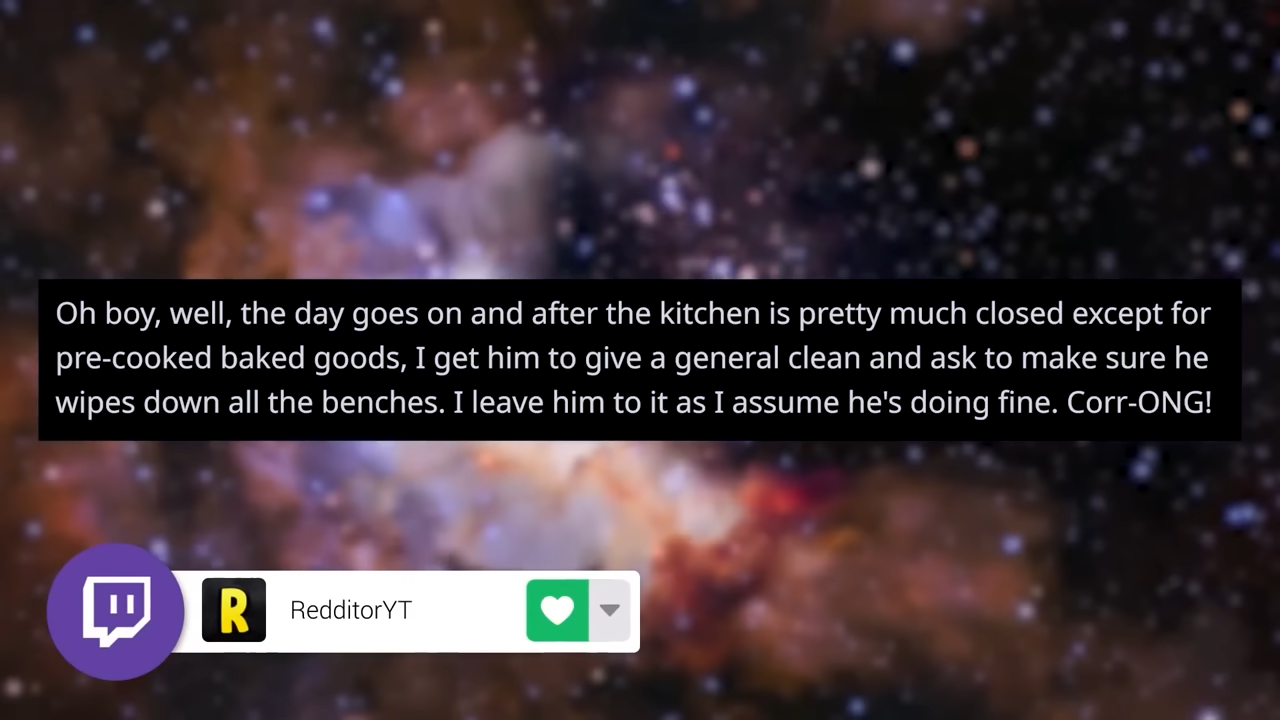 Oh boy, well, the day goes on and after the kitchen is pretty much closed except for
pre-cooked baked goods, I get him to give a general clean and ask to make sure he
wipes down all the benches. I leave him to it as I assume he's doing fine. Corr-ONG!
R
RedditorYT